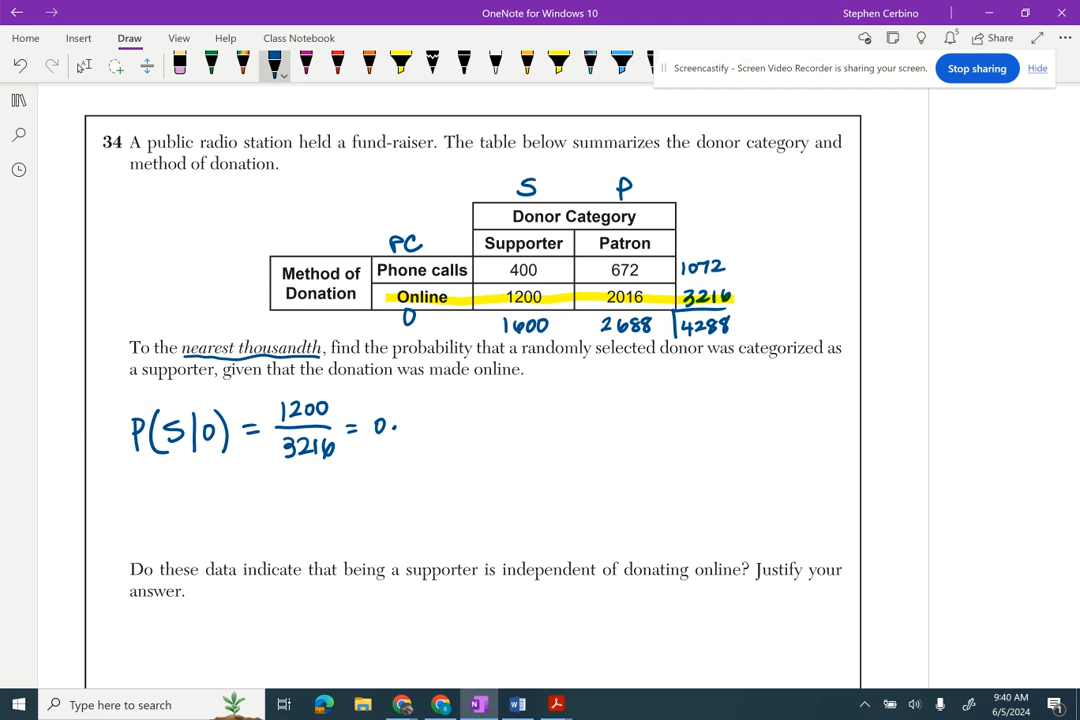 OneNote for Windows 10
Stephen Cerbino
Home Insert Draw View Help Class Notebook
Share
Screencastify - Screen Video Recorder is sharing your screen. Stop sharing Hide
34 A public radio station held a fund-raiser. The table below summarizes the donor category and
method of donation.
S P
Donor Category
PC Supporter Patron
Method of Donation
Phone calls 400 672 1072
Online 1200 2016 3216
O 1600 2688 4288
To the nearest thousandth, find the probability that a randomly selected donor was categorized as
a supporter, given that the donation was made online.
P(S|O) = 1200/3216 = 0.
Do these data indicate that being a supporter is independent of donating online? Justify your
answer.
Type here to search
9:40 AM
6/5/2024